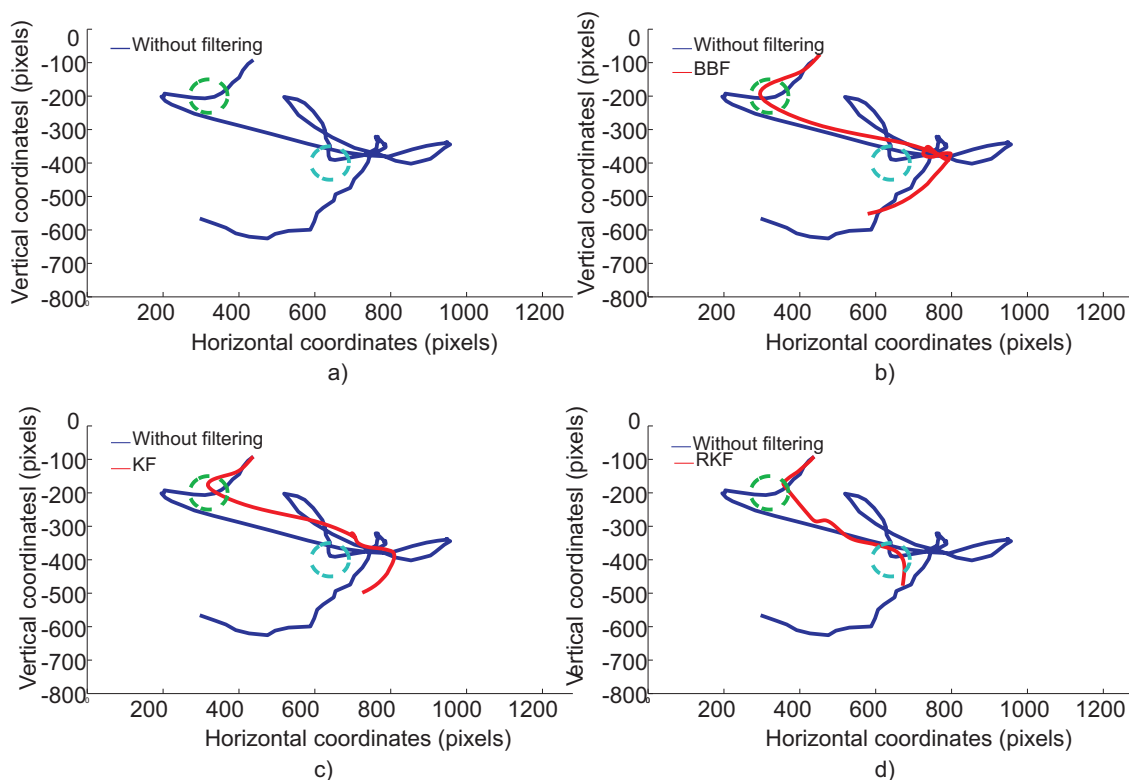 0
-100
-200
-300
-400
-500
-600
-700
-800
Vertical coordinatesl (pixels)
Without filtering
200 400 600 800 1000 1200
Horizontal coordinates (pixels)
a)
0
-100
-200
-300
-400
-500
-600
-700
-800
Vertical coordinatesl (pixels)
Without filtering
BBF
200 400 600 800 1000 1200
Horizontal coordinates (pixels)
b)
0
-100
-200
-300
-400
-500
-600
-700
-800
Vertical coordinatesl (pixels)
Without filtering
KF
200 400 600 800 1000 1200
Horizontal coordinates (pixels)
c)
0
-100
-200
-300
-400
-500
-600
-700
-800
Vertical coordinatesl (pixels)
Without filtering
RKF
200 400 600 800 1000 1200
Horizontal coordinates (pixels)
d)